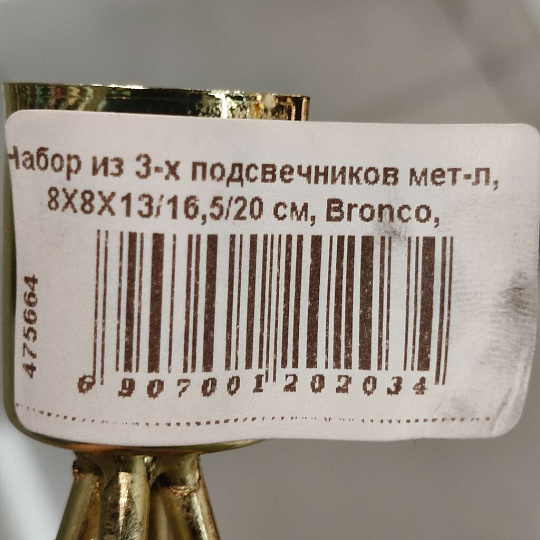 Набор из 3-х подсвечников мет-л,
8X8X13/16,5/20 см, Bronco,
475664
6 907001 202034